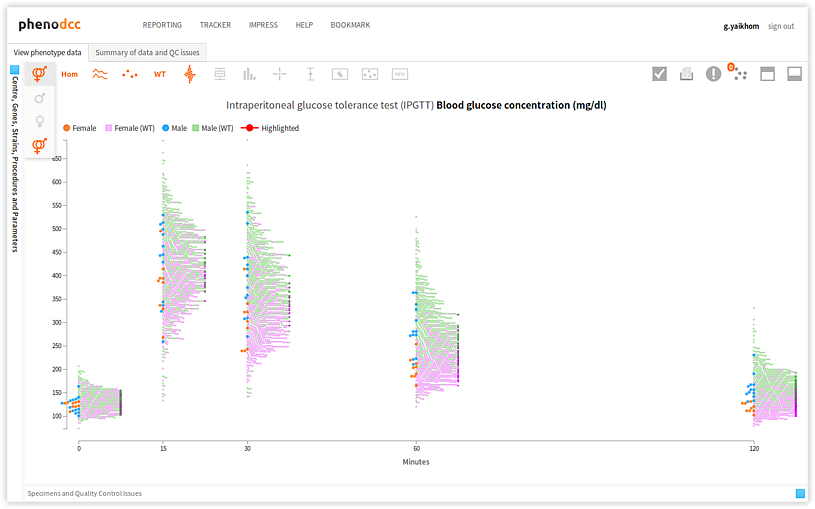 phenodcc
REPORTING TRACKER IMPRESS HELP BOOKMARK
g.yaikhom sign out
View phenotype data Summary of data and QC issues
Centre, Genes, Strains, Procedures and Parameters
Hom WT NEW 0
Intraperitoneal glucose tolerance test (IPGTT) Blood glucose concentration (mg/dl)
Female Female (WT) Male Male (WT) Highlighted
650
600
550
500
450
400
350
300
250
200
150
100
0 15 30 60 120
Minutes
Specimens and Quality Control Issues